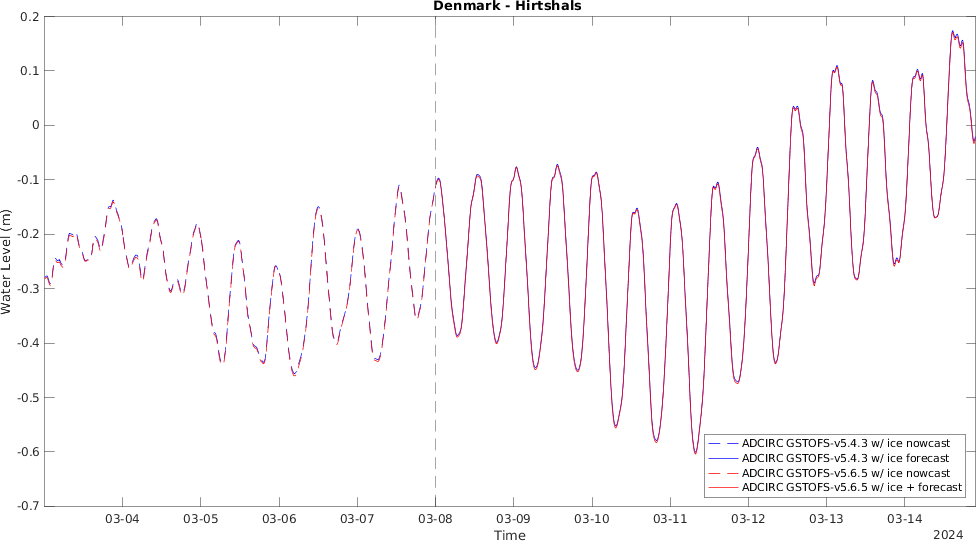 Denmark - Hirtshals
0.2
0.1
0
-0.1
-0.2
-0.3
-0.4
-0.5
-0.6
-0.7
Water Level (m)
ADCIRC GSTOFS-v5.4.3 w/ ice nowcast
ADCIRC GSTOFS-v5.4.3 w/ ice forecast
ADCIRC GSTOFS-v5.6.5 w/ ice nowcast
ADCIRC GSTOFS-v5.6.5 w/ ice + forecast
03-04 03-05 03-06 03-07 03-08 03-09 03-10 03-11 03-12 03-13 03-14
Time
2024